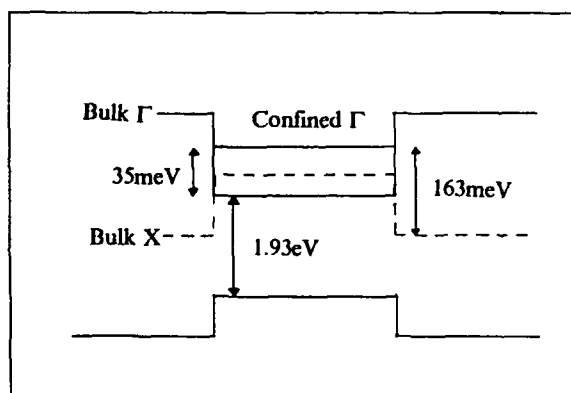 Bulk Γ
Confined Γ
35meV
163meV
Bulk X
1.93eV